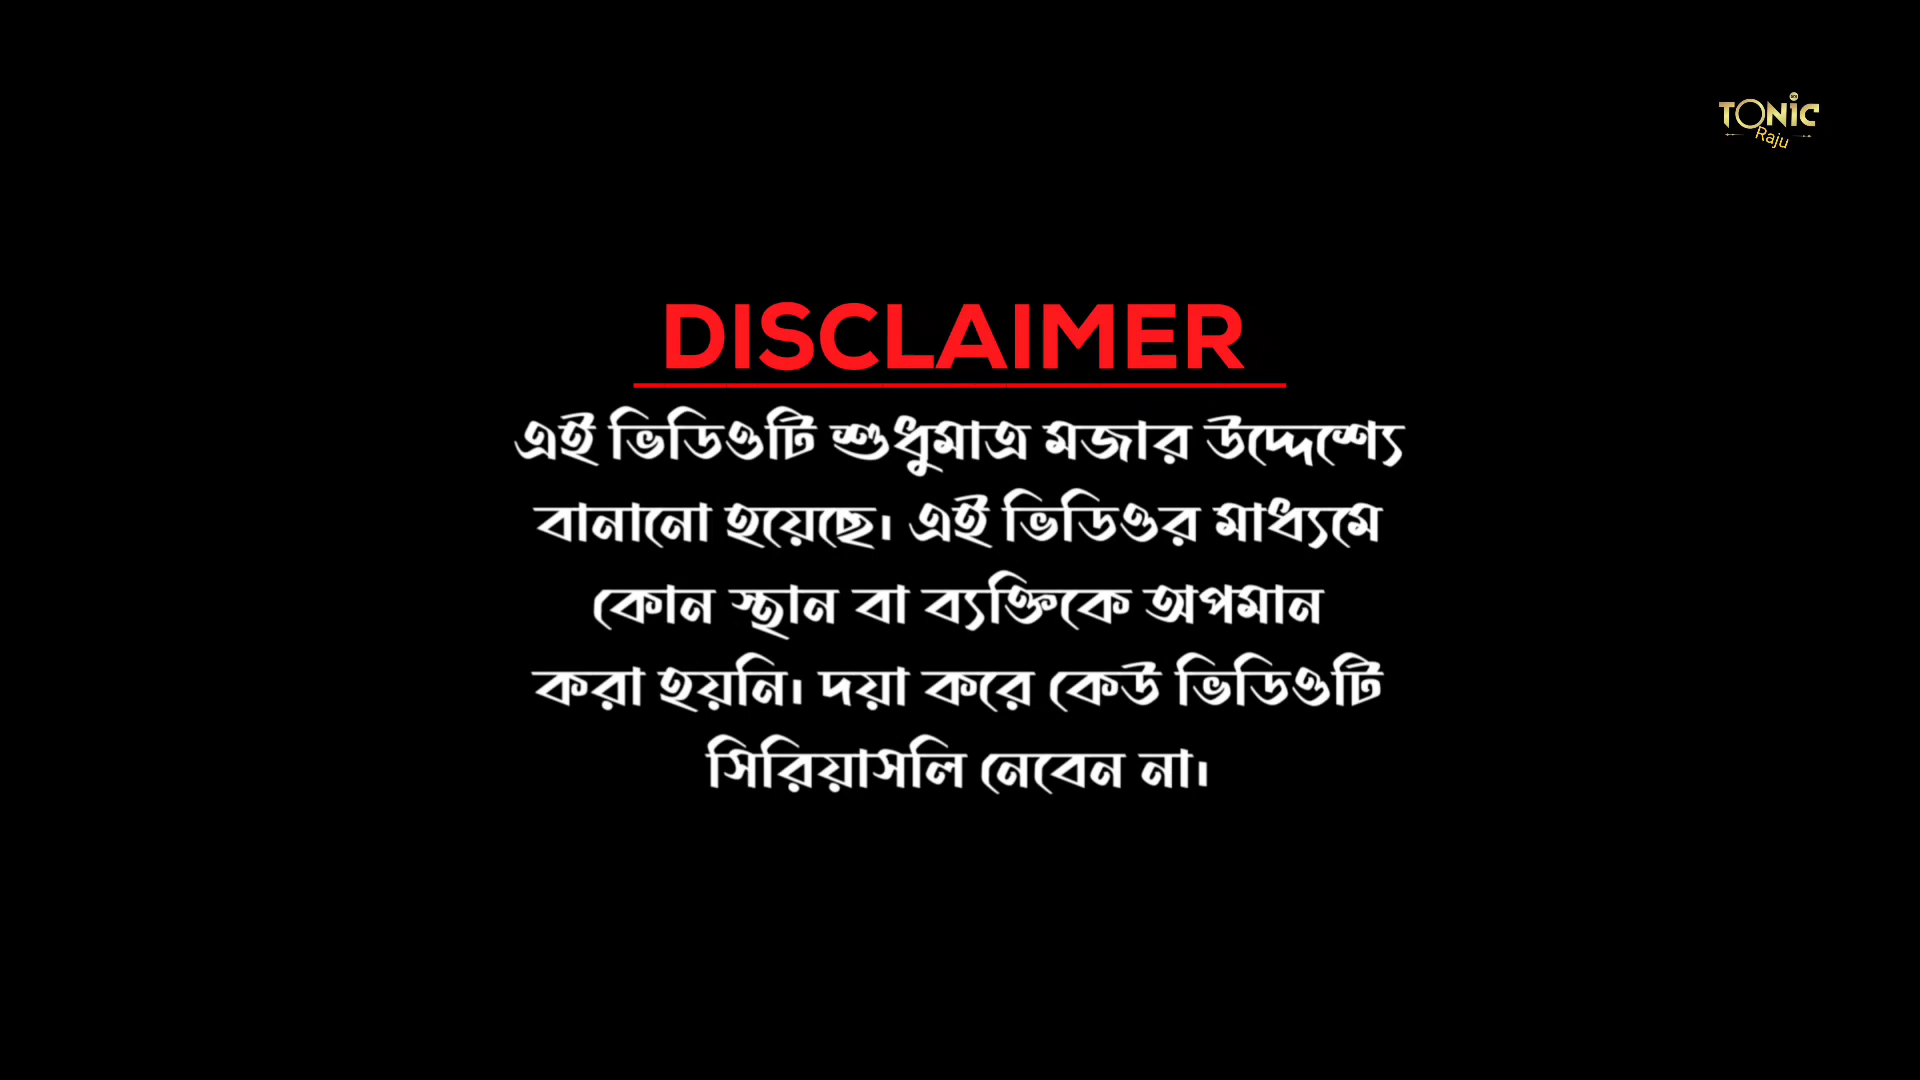 TONIC
Raju
DISCLAIMER
এই ভিডিওটি শুধুমাত্র মজার উদ্দেশ্যে
বানানো হয়েছে। এই ভিডিওর মাধ্যমে
কোন স্থান বা ব্যক্তিকে অপমান
করা হয়নি। দয়া করে কেউ ভিডিওটি
সিরিয়াসলি নেবেন না।